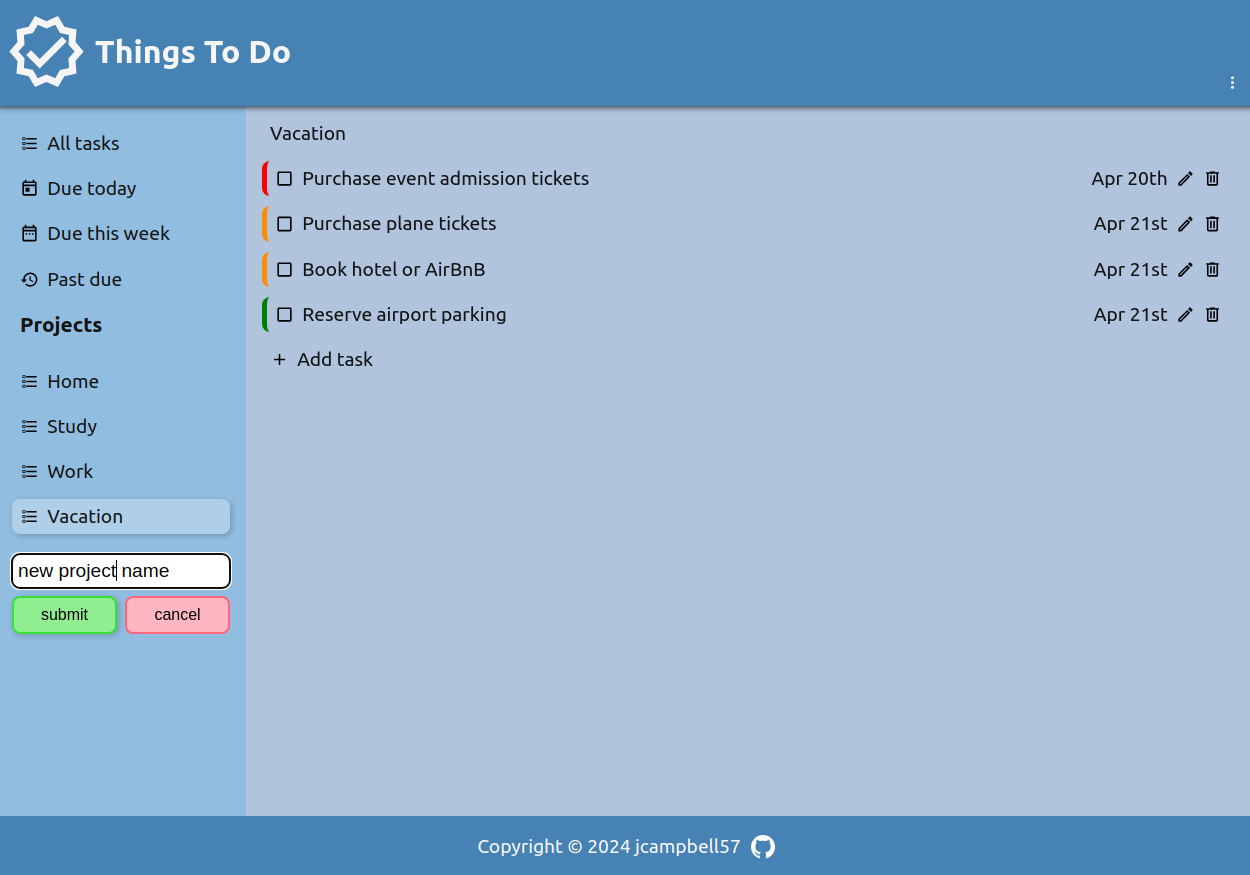 Things To Do
All tasks
Due today
Due this week
Past due
Projects
Home
Study
Work
Vacation
new project name
submit cancel
Vacation
Purchase event admission tickets Apr 20th
Purchase plane tickets Apr 21st
Book hotel or AirBnB Apr 21st
Reserve airport parking Apr 21st
+ Add task
Copyright © 2024 jcampbell57